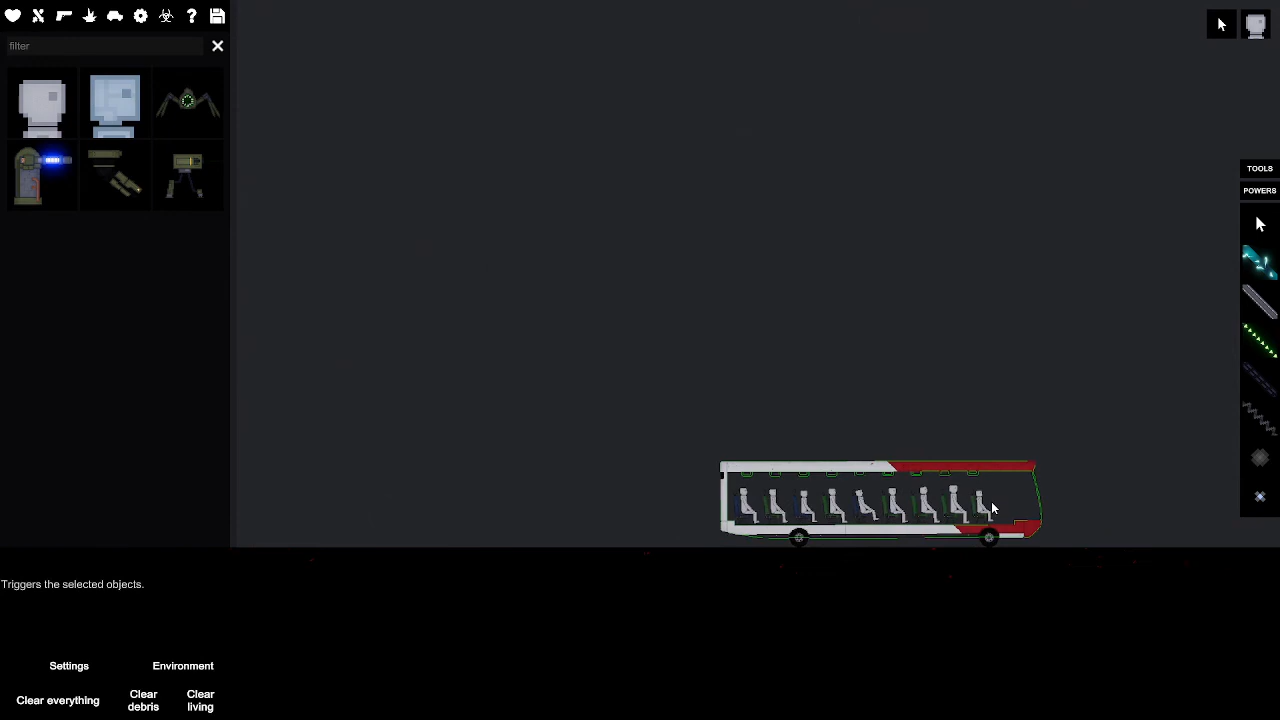 filter
TOOLS
POWERS
Triggers the selected objects.
Settings
Environment
Clear everything
Clear
debris
Clear
living